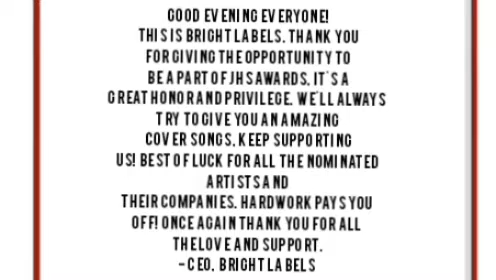 GOOD EVENING EVERYONE!
THIS IS BRIGHT LABELS. THANK YOU
FOR GIVING THE OPPORTUNITY TO
BE A PART OF JHS AWARDS. IT'S A
GREAT HONOR AND PRIVILEGE. WE'LL ALWAYS
TRY TO GIVE YOU AN AMAZING
COVER SONGS. KEEP SUPPORTING
US! BEST OF LUCK FOR ALL THE NOMINATED
ARTISTS AND
THEIR COMPANIES. HARDWORK PAYS YOU
OFF! ONCE AGAIN THANK YOU FOR ALL
THE LOVE AND SUPPORT.
-CEO, BRIGHT LABELS